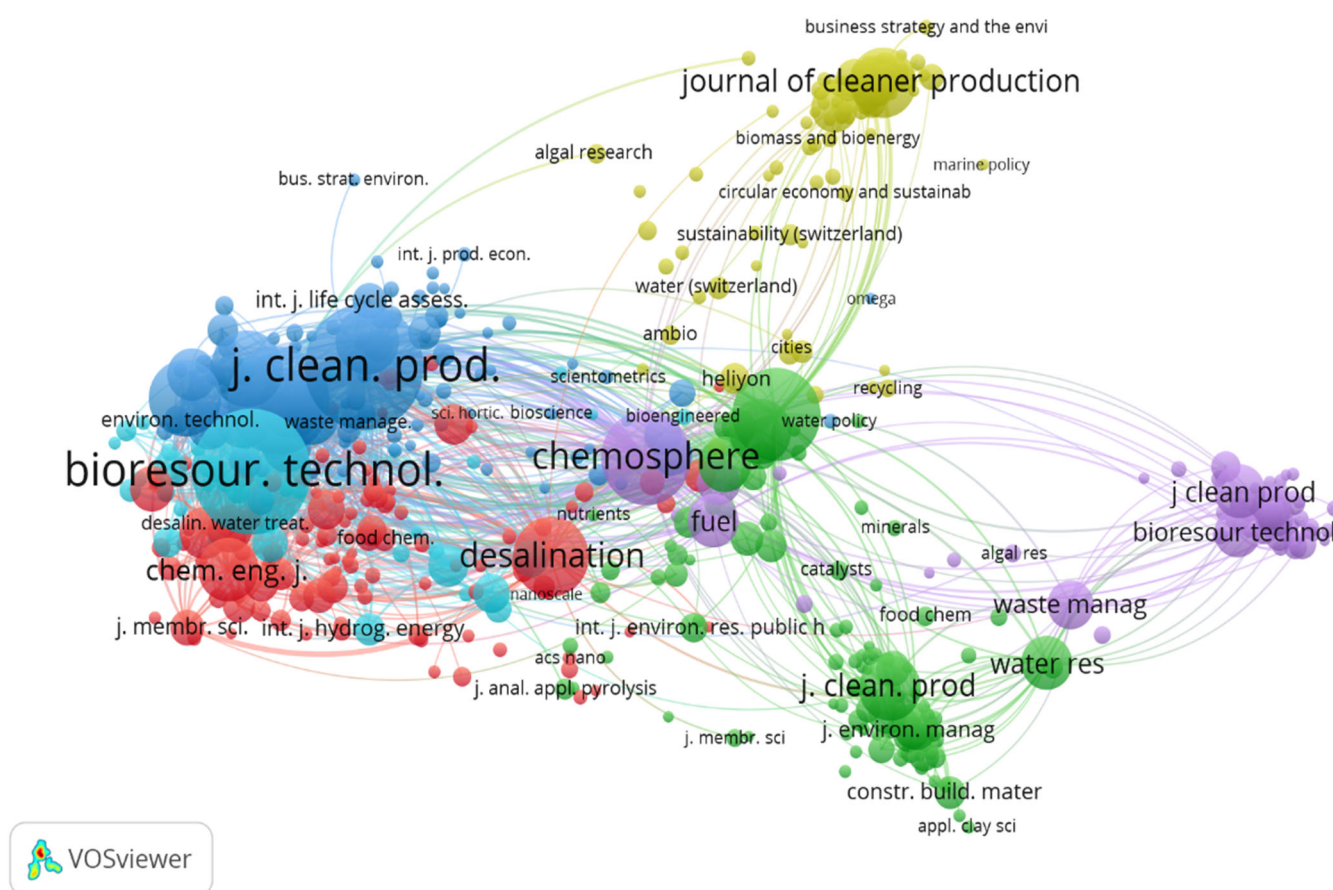 business strategy and the envi
journal of cleaner production
biomass and bioenergy
algal research
marine policy
bus. strat. environ.
circular economy and sustainab
sustainability (switzerland)
int. j. prod. econ.
water (switzerland)
int. j. life cycle assess.
omega
ambio
cities
j. clean. prod.
scientometrics
heliyon
recycling
environ. technol.
waste manage.
sci. hortic.
bioscience
bioengineered
water policy
bioresour. technol.
chemosphere
j clean prod
desalin. water treat.
nutrients
fuel
minerals
bioresour technol
food chem.
desalination
algal res
chem. eng. j.
catalysts
nanoscale
waste manag
food chem
j. membr. sci.
int. j. hydrog. energy
int. j. environ. res. public h
acs nano
water res
j. anal. appl. pyrolysis
j. clean. prod
j. membr. sci
j. environ. manag
constr. build. mater
appl. clay sci
VOSviewer